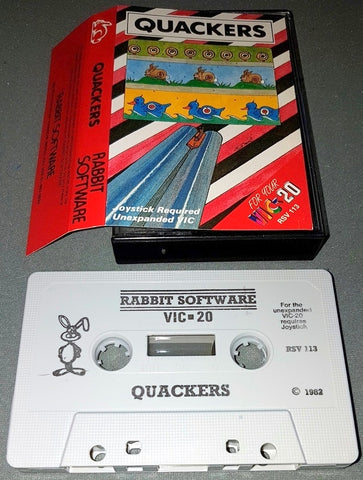 QUACKERS
RABBIT SOFTWARE
RABBIT
SOFTWARE
QUACKERS
Joystick Required
Unexpanded VIC
FOR YOUR
VIC-20
RSV 113
RABBIT SOFTWARE
VIC=20
For the
unexpanded
VIC 20
requires
Joystick
RSV 113
QUACKERS
© 1982